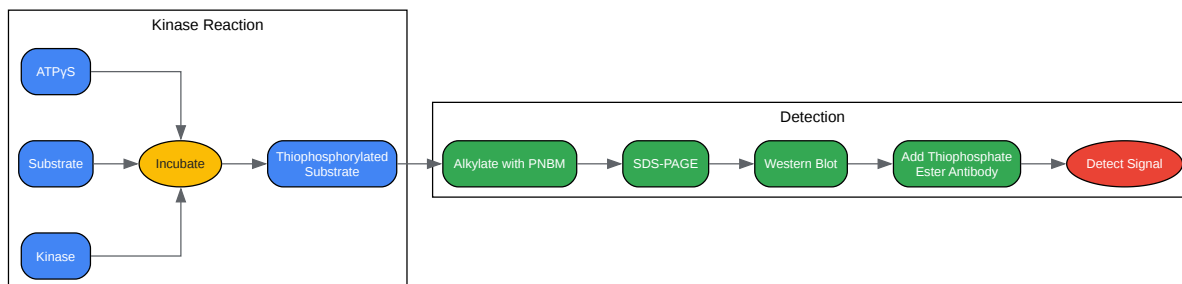 Kinase Reaction
ATPγS
Substrate
Kinase
Incubate
Thiophosphorylated
Substrate
Detection
Alkylate with PNBM
SDS-PAGE
Western Blot
Add Thiophosphate
Ester Antibody
Detect Signal